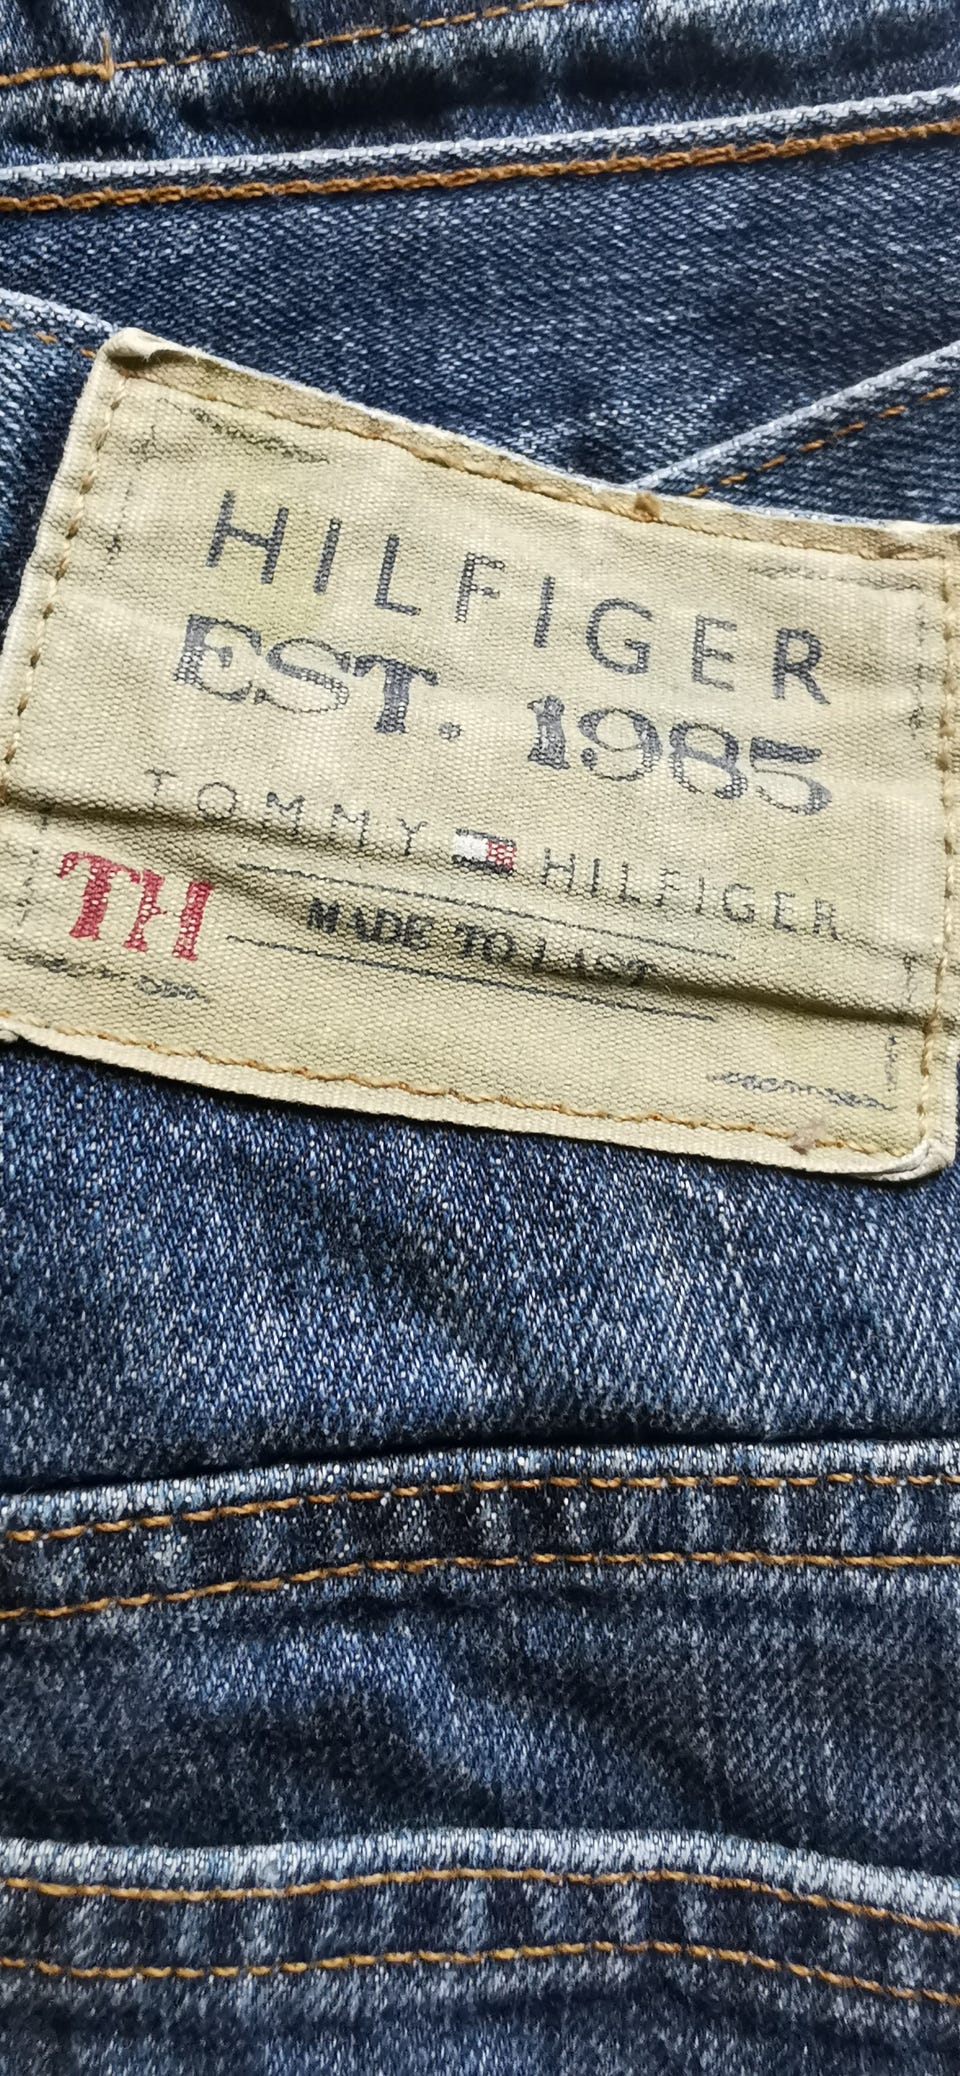 HILFIGER
EST. 1985
TOMMY HILFIGER
TH
MADE TO LAST